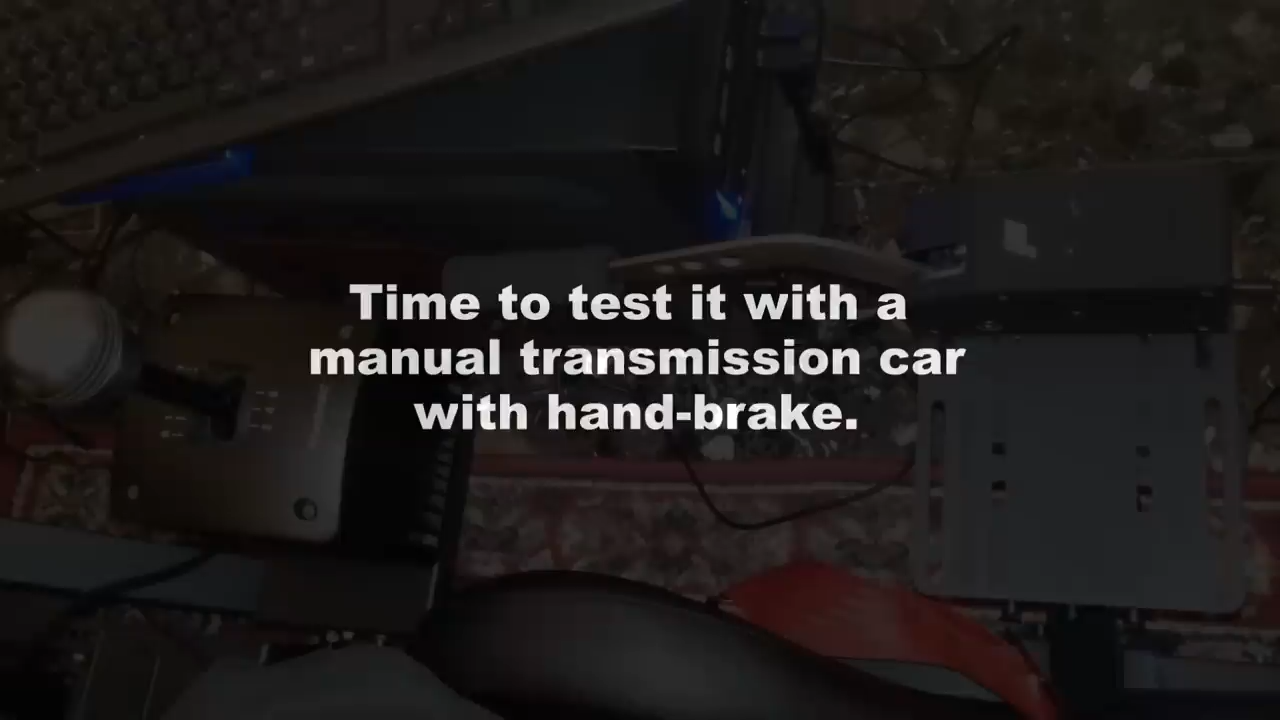 Time to test it with a
manual transmission car
with hand-brake.